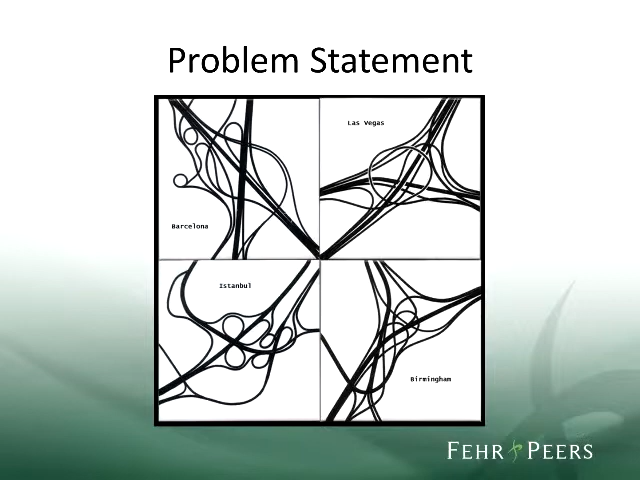 Problem Statement
Las Vegas
Barcelona
Istanbul
Birmingham
FEHR PEERS